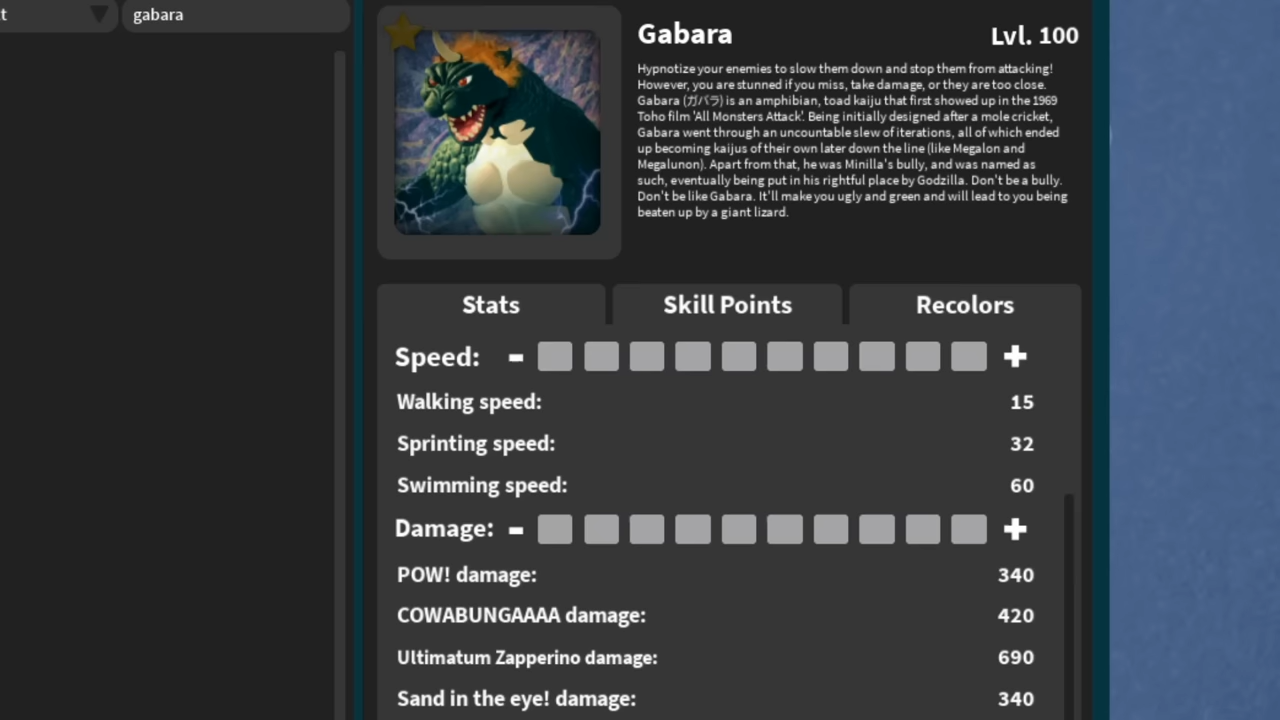 t
gabara
Gabara
Lvl. 100
Hypnotize your enemies to slow them down and stop them from attacking!
However, you are stunned if you miss, take damage, or they are too close.
Gabara (ガバラ) is an amphibian, toad kaiju that first showed up in the 1969
Toho film 'All Monsters Attack'. Being initially designed after a mole cricket,
Gabara went through an uncountable slew of iterations, all of which ended
up becoming kaijus of their own later down the line (like Megalon and
Megalunon). Apart from that, he was Minilla's bully, and was named as
such, eventually being put in his rightful place by Godzilla. Don't be a bully.
Don't be like Gabara. It'll make you ugly and green and will lead to you being
beaten up by a giant lizard.
Stats
Skill Points
Recolors
Speed: - +
Walking speed: 15
Sprinting speed: 32
Swimming speed: 60
Damage: - +
POW! damage: 340
COWABUNGAAAA damage: 420
Ultimatum Zapperino damage: 690
Sand in the eye! damage: 340